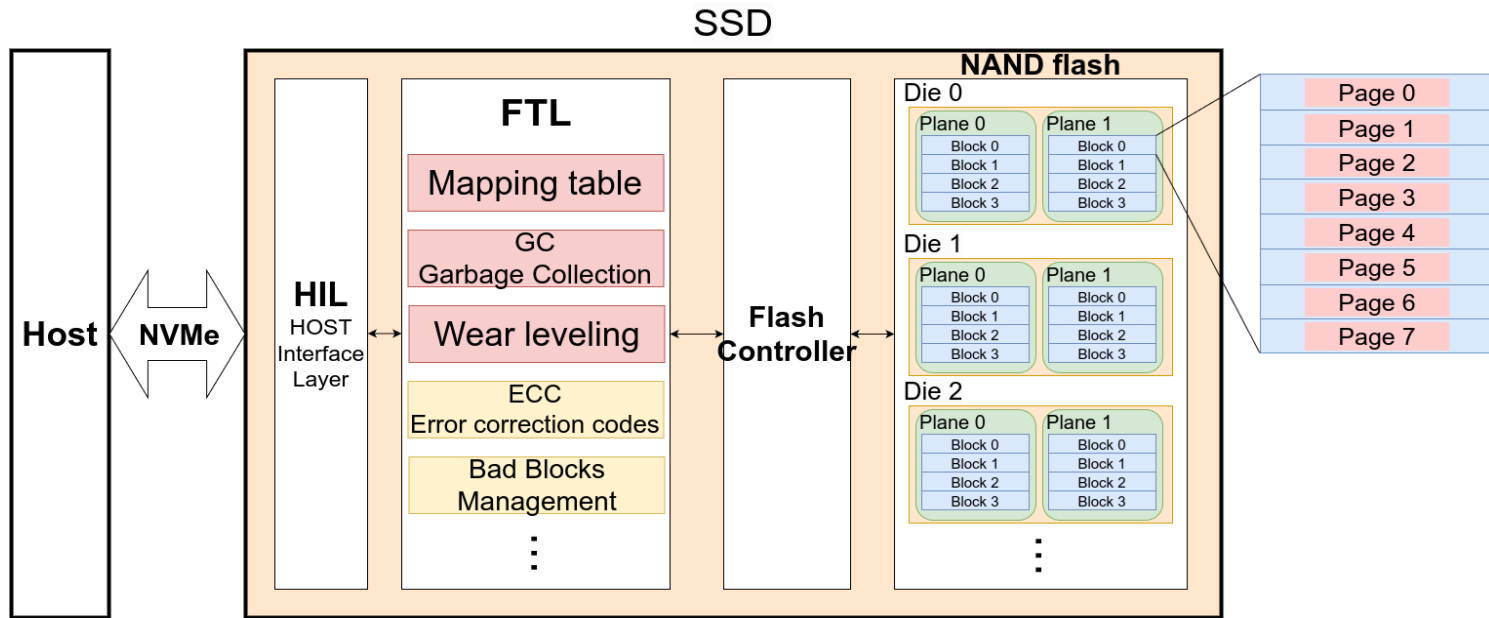 SSD
Host
NVMe
HIL
HOST
Interface
Layer
FTL
Mapping table
GC
Garbage Collection
Wear leveling
ECC
Error correction codes
Bad Blocks
Management
⋮
Flash
Controller
NAND flash
Die 0
Plane 0
Block 0
Block 1
Block 2
Block 3
Plane 1
Block 0
Block 1
Block 2
Block 3
Die 1
Plane 0
Block 0
Block 1
Block 2
Block 3
Plane 1
Block 0
Block 1
Block 2
Block 3
Die 2
Plane 0
Block 0
Block 1
Block 2
Block 3
Plane 1
Block 0
Block 1
Block 2
Block 3
⋮
Page 0
Page 1
Page 2
Page 3
Page 4
Page 5
Page 6
Page 7